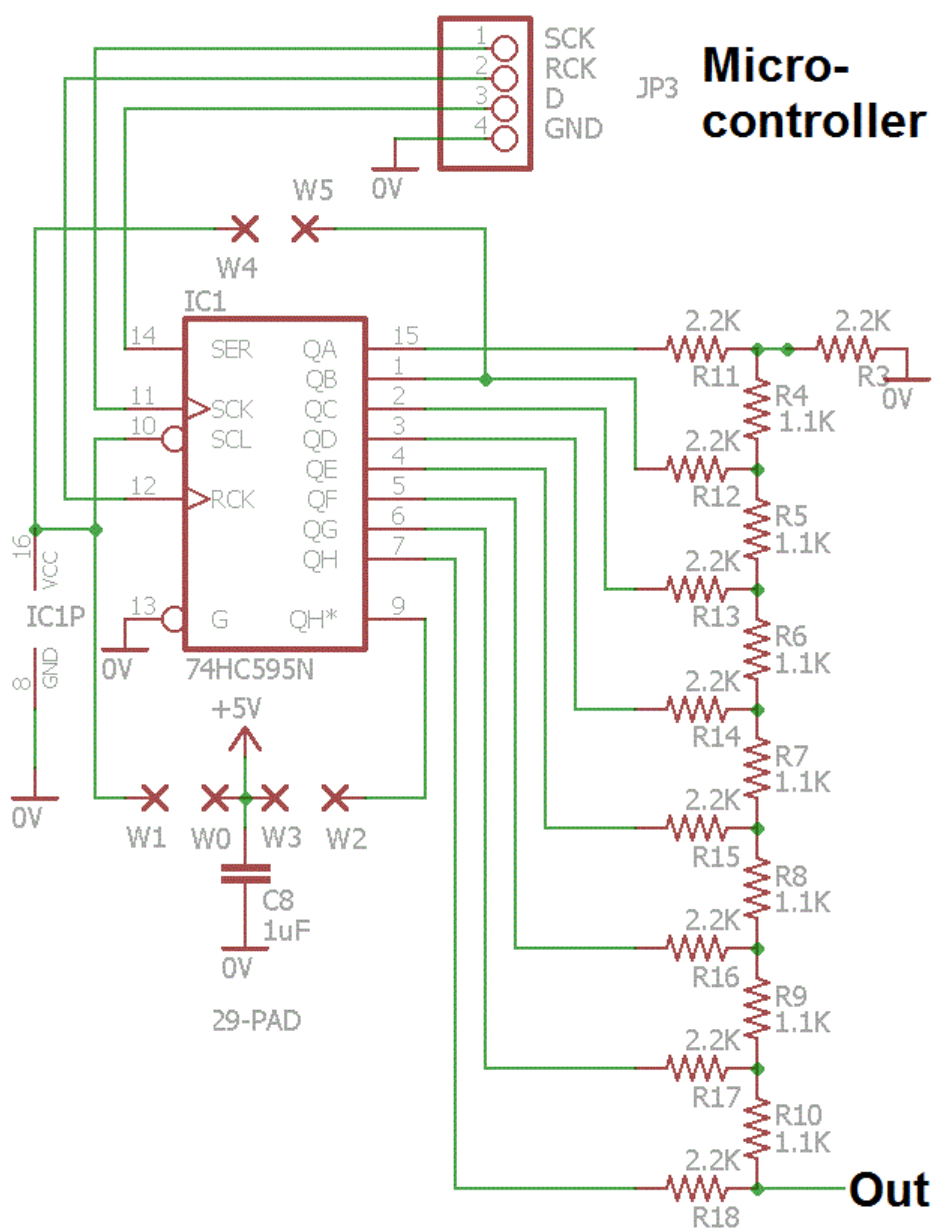 1 SCK
2 RCK
3 D
4 GND
JP3
Micro-
controller
0V
W5
W4
IC1
14 SER QA 15
QB 1
11 SCK QC 2
10 SCL QD 3
QE 4
12 RCK QF 5
QG 6
QH 7
13 G QH* 9
74HC595N
0V
16 VCC
IC1P
8 GND
0V
+5V
W1 W0 W3 W2
C8
1uF
0V
29-PAD
2.2K
R11
2.2K
R3
0V
R4
1.1K
2.2K
R12
R5
1.1K
2.2K
R13
R6
1.1K
2.2K
R14
R7
1.1K
2.2K
R15
R8
1.1K
2.2K
R16
R9
1.1K
2.2K
R17
R10
1.1K
2.2K
R18
Out